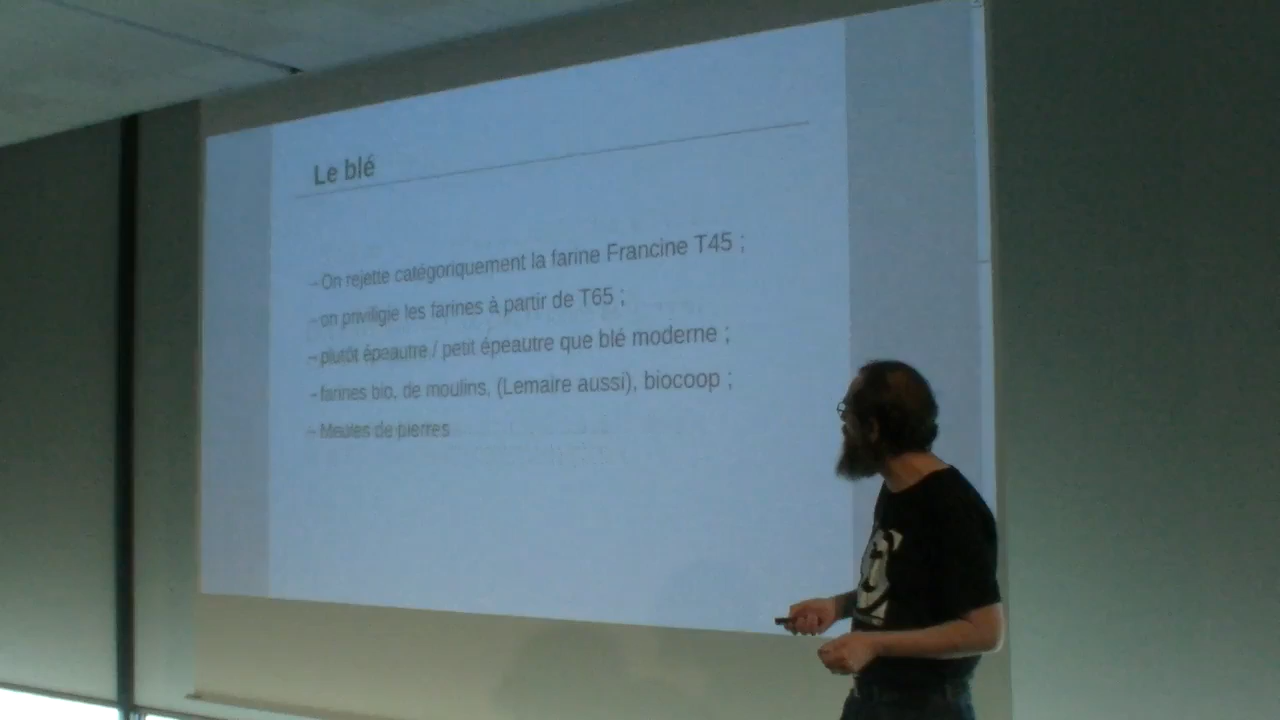 Le blé
– On rejette catégoriquement la farine Francine T45 ;
– on priviligie les farines à partir de T65 ;
– plutôt épeautre / petit épeautre que blé moderne ;
– farines bio, de moulins, (Lemaire aussi), biocoop ;
– Meules de pierres